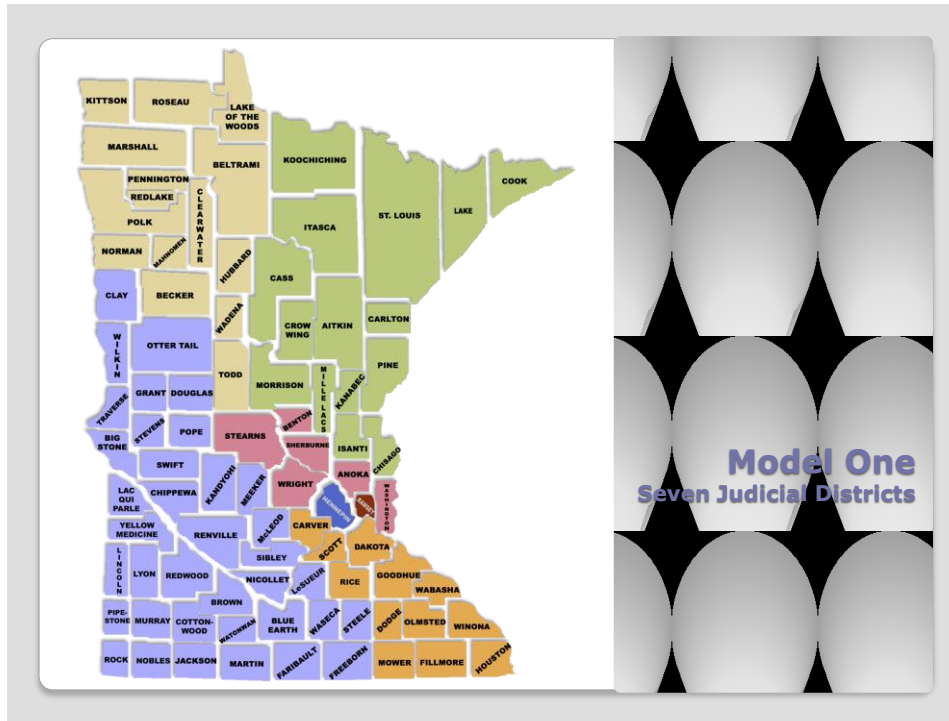 KITTSON
ROSEAU
LAKE
OF THE
WOODS
MARSHALL
BELTRAMI
KOOCHICHING
PENNINGTON
REDLAKE
CLEARWATER
POLK
COOK
ST. LOUIS
LAKE
ITASCA
NORMAN
MAHNOMEN
HUBBARD
CASS
CLAY
BECKER
WADENA
CROW
WING
AITKIN
CARLTON
WILKIN
OTTER TAIL
TODD
PINE
MORRISON
MILLE LACS
KANABEC
TRAVERSE
GRANT
DOUGLAS
BIG
STONE
STEVENS
POPE
STEARNS
BENTON
SHERBURNE
ISANTI
CHISAGO
SWIFT
KANDYOHI
MEEKER
WRIGHT
ANOKA
WASHINGTON
LAC
QUI
PARLE
CHIPPEWA
HENNEPIN
YELLOW
MEDICINE
RENVILLE
McLEOD
CARVER
SCOTT
DAKOTA
LINCOLN
LYON
REDWOOD
SIBLEY
NICOLLET
LeSUEUR
RICE
GOODHUE
WABASHA
PIPE-
STONE
MURRAY
COTTON-
WOOD
BROWN
WATONWAN
BLUE
EARTH
WASECA
STEELE
DODGE
OLMSTED
WINONA
ROCK
NOBLES
JACKSON
MARTIN
FARIBAULT
FREEBORN
MOWER
FILLMORE
HOUSTON
Model One
Seven Judicial Districts